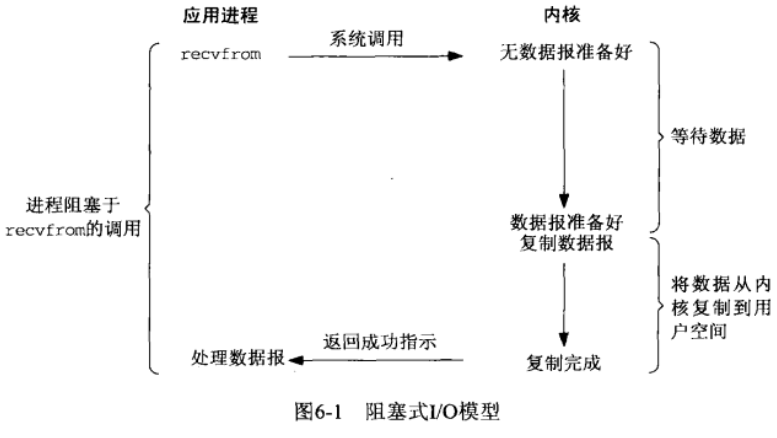 应用进程
内核
recvfrom
系统调用
无数据报准备好
等待数据
进程阻塞于
recvfrom的调用
数据报准备好
复制数据报
将数据从内
核复制到用
户空间
处理数据报
返回成功指示
复制完成
图6-1 阻塞式I/O模型